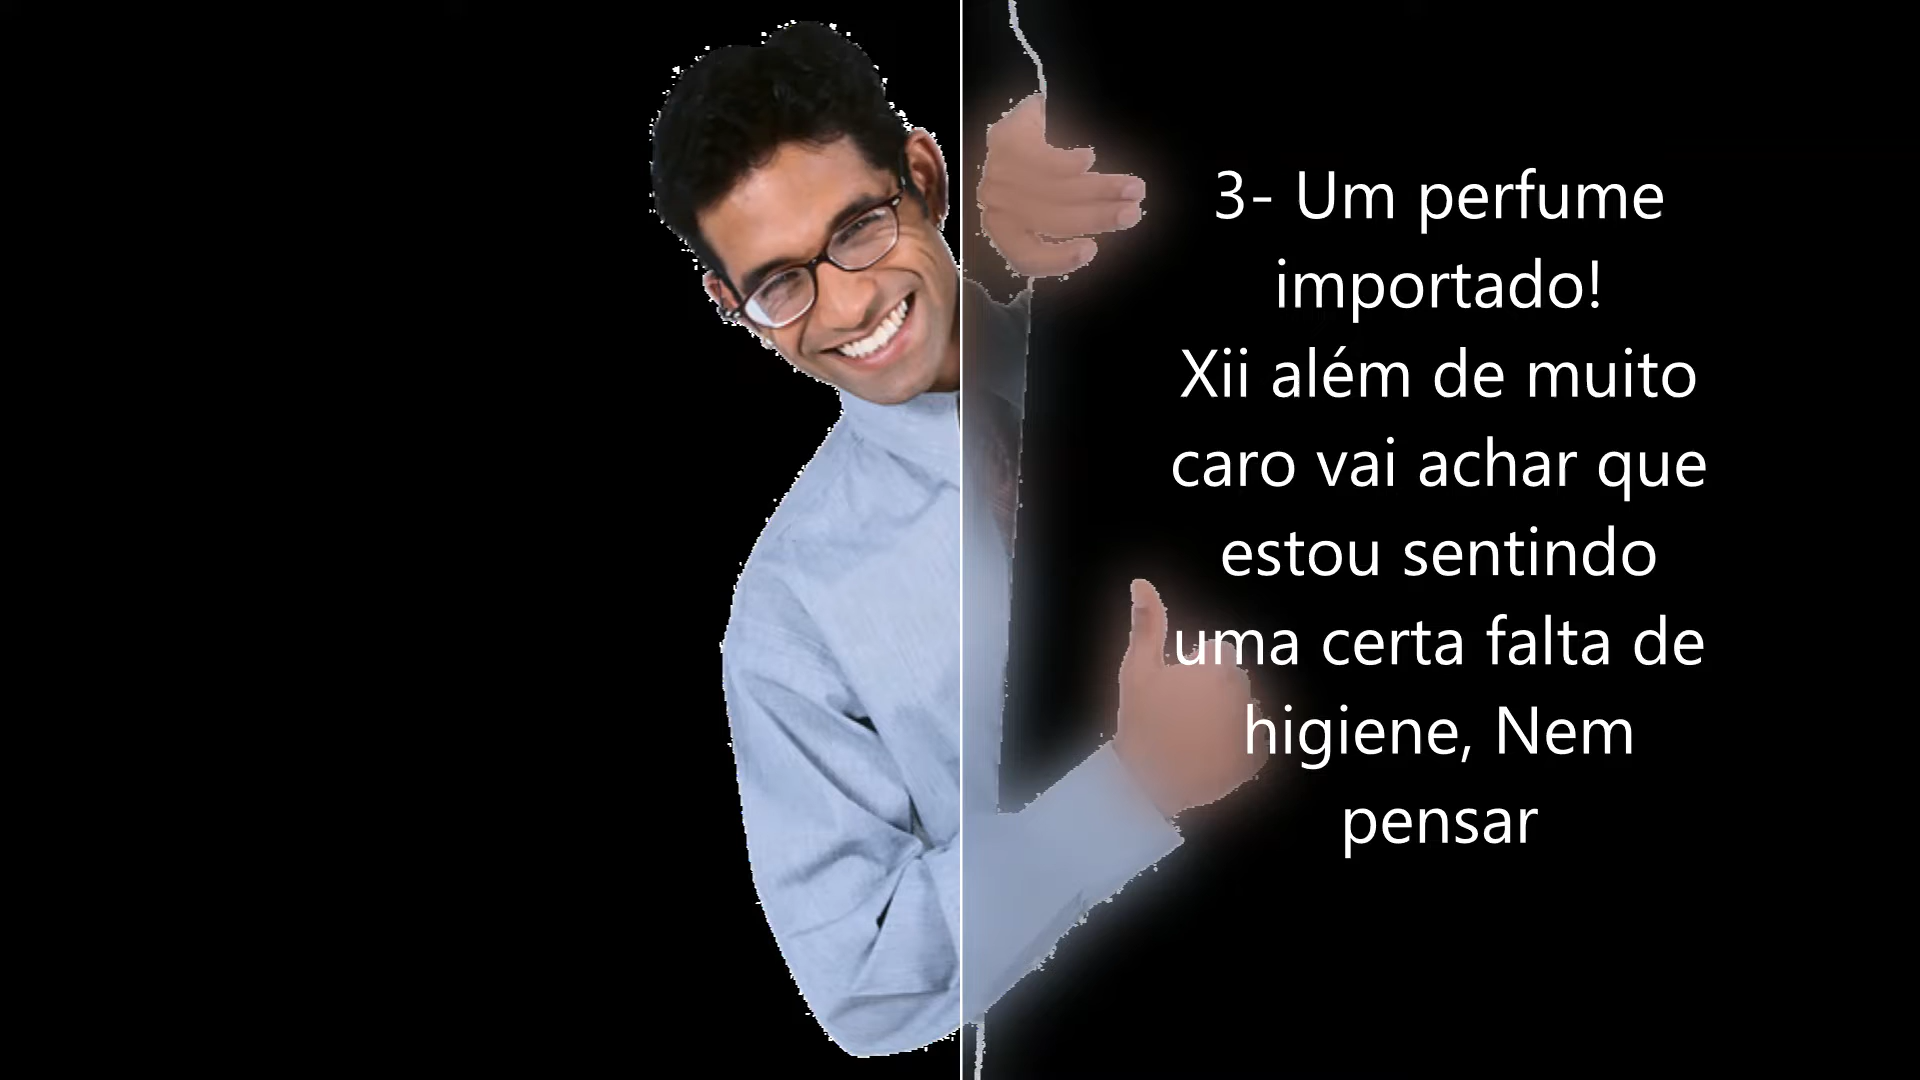 3- Um perfume
importado!
Xii além de muito
caro vai achar que
estou sentindo
uma certa falta de
higiene, Nem
pensar